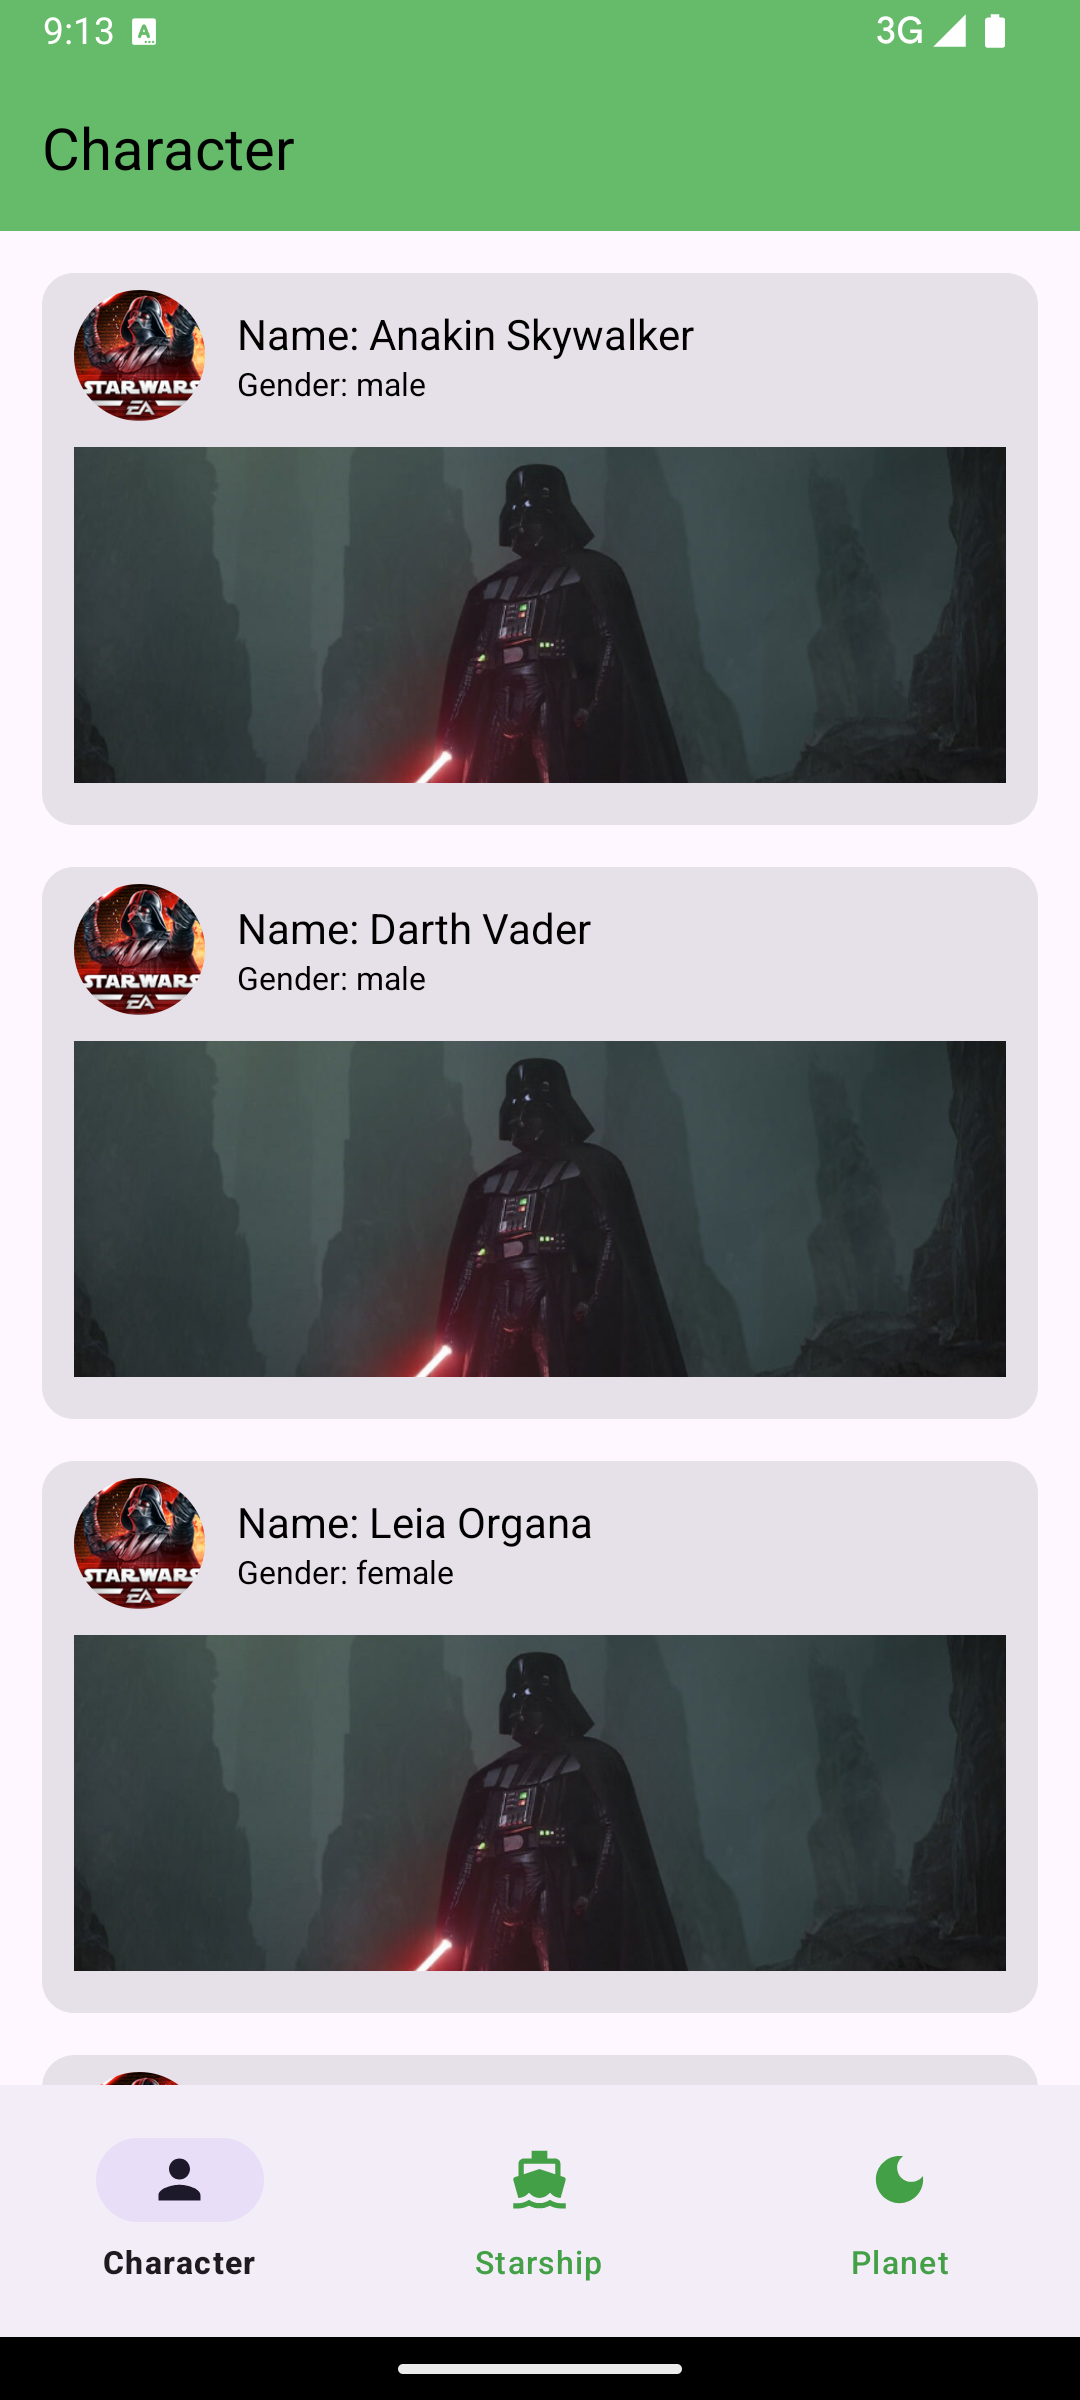 9:13
3G
Character
Name: Anakin Skywalker
Gender: male
STAR WARS
EA
Name: Darth Vader
Gender: male
STAR WARS
EA
Name: Leia Organa
Gender: female
STAR WARS
EA
Character
Starship
Planet